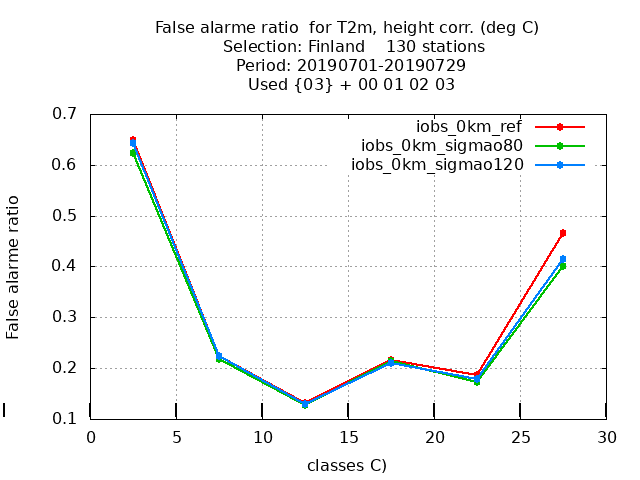 False alarme ratio  for T2m, height corr. (deg C)
Selection: Finland    130 stations
Period: 20190701-20190729
Used {03} + 00 01 02 03
iobs_0km_ref
iobs_0km_sigmao80
iobs_0km_sigmao120
False alarme ratio
0.7
0.6
0.5
0.4
0.3
0.2
0.1
0 5 10 15 20 25 30
classes C)